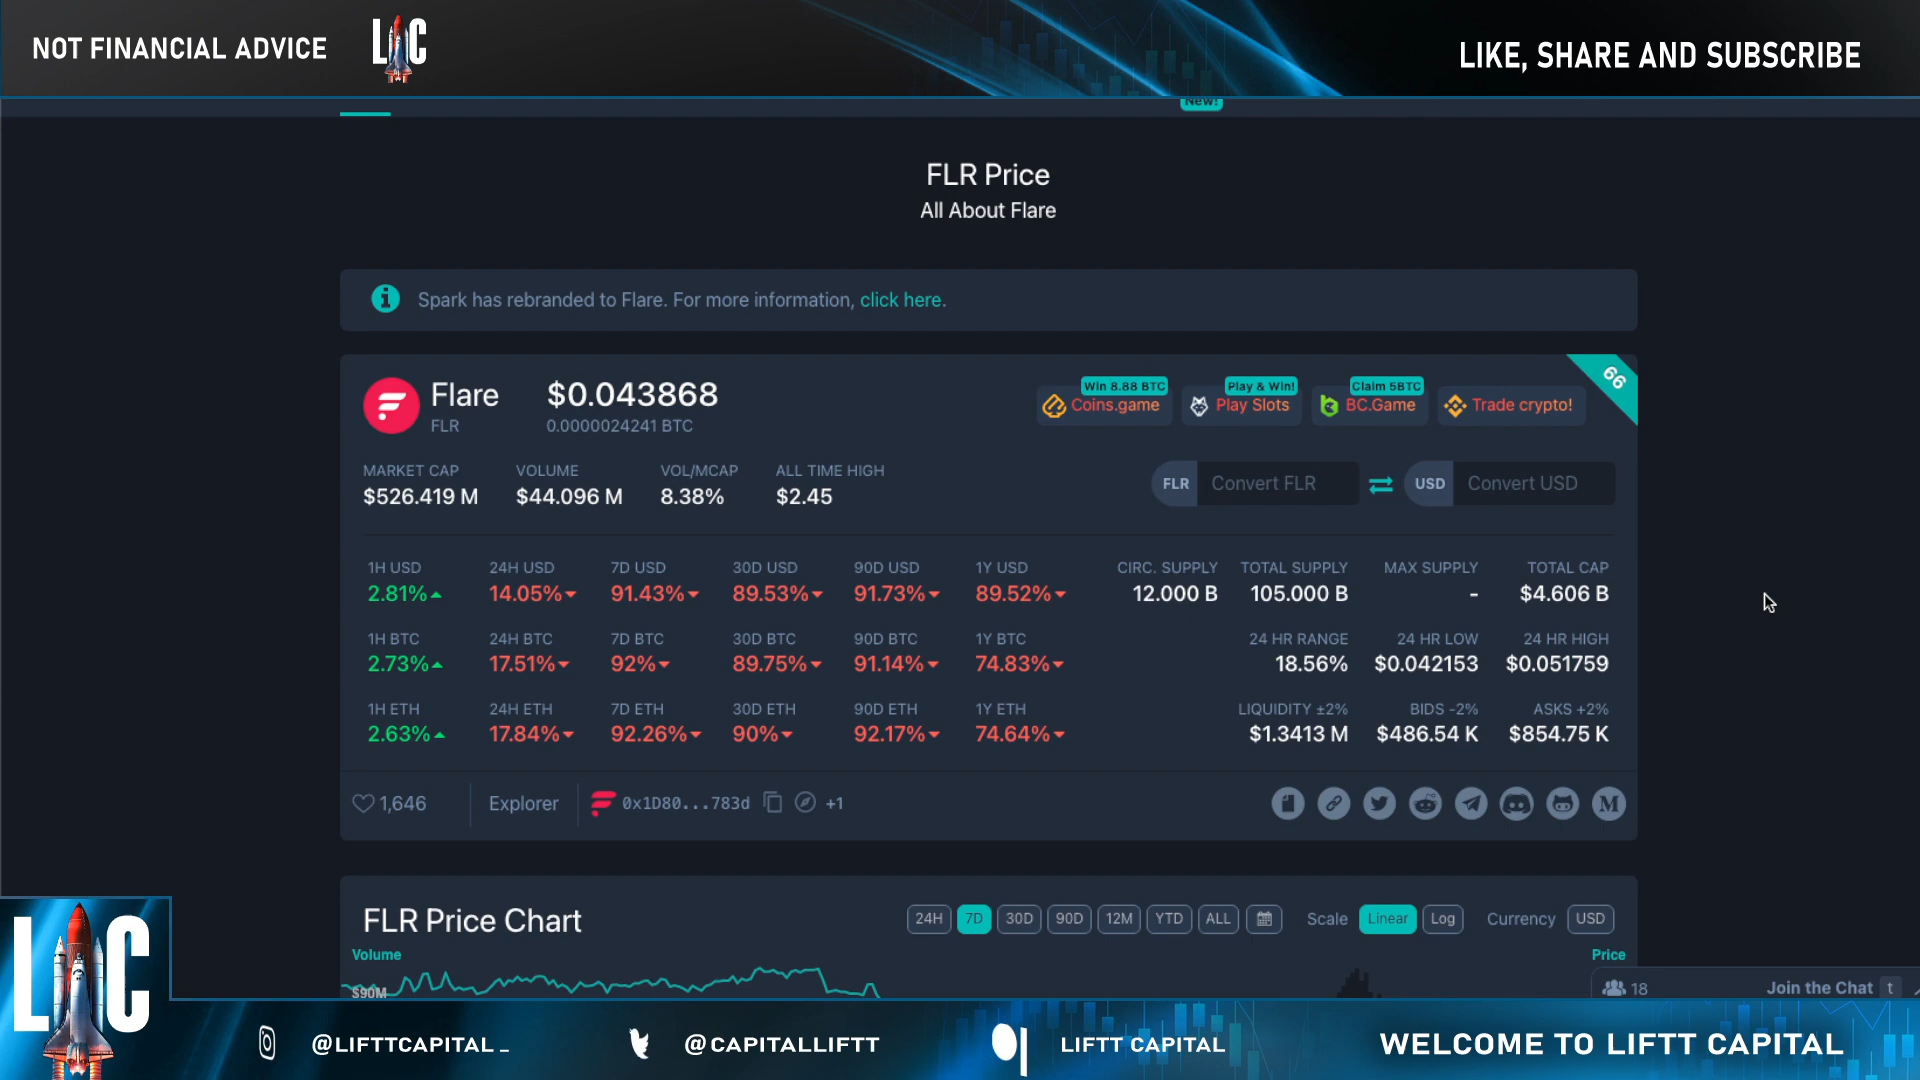 NOT FINANCIAL ADVICE
LC
LIKE, SHARE AND SUBSCRIBE
New!
FLR Price
All About Flare
Spark has rebranded to Flare. For more information, click here.
Flare
FLR
$0.043868
0.0000024241 BTC
Win 8.88 BTC
Coins.game
Play & Win!
Play Slots
Claim 5BTC
BC.Game
Trade crypto!
66
MARKET CAP VOLUME VOL/MCAP ALL TIME HIGH
$526.419 M $44.096 M 8.38% $2.45
FLR Convert FLR USD Convert USD
1H USD 24H USD 7D USD 30D USD 90D USD 1Y USD CIRC. SUPPLY TOTAL SUPPLY MAX SUPPLY TOTAL CAP
2.81% 14.05% 91.43% 89.53% 91.73% 89.52% 12.000 B 105.000 B - $4.606 B
1H BTC 24H BTC 7D BTC 30D BTC 90D BTC 1Y BTC 24 HR RANGE 24 HR LOW 24 HR HIGH
2.73% 17.51% 92% 89.75% 91.14% 74.83% 18.56% $0.042153 $0.051759
1H ETH 24H ETH 7D ETH 30D ETH 90D ETH 1Y ETH LIQUIDITY ±2% BIDS -2% ASKS +2%
2.63% 17.84% 92.26% 90% 92.17% 74.64% $1.3413 M $486.54 K $854.75 K
1,646 Explorer 0x1D80...783d +1
FLR Price Chart
24H 7D 30D 90D 12M YTD ALL Scale Linear Log Currency USD
Volume Price
$90M
18 Join the Chat t
LC
@LIFTTCAPITAL_ @CAPITALLIFTT LIFTT CAPITAL WELCOME TO LIFTT CAPITAL